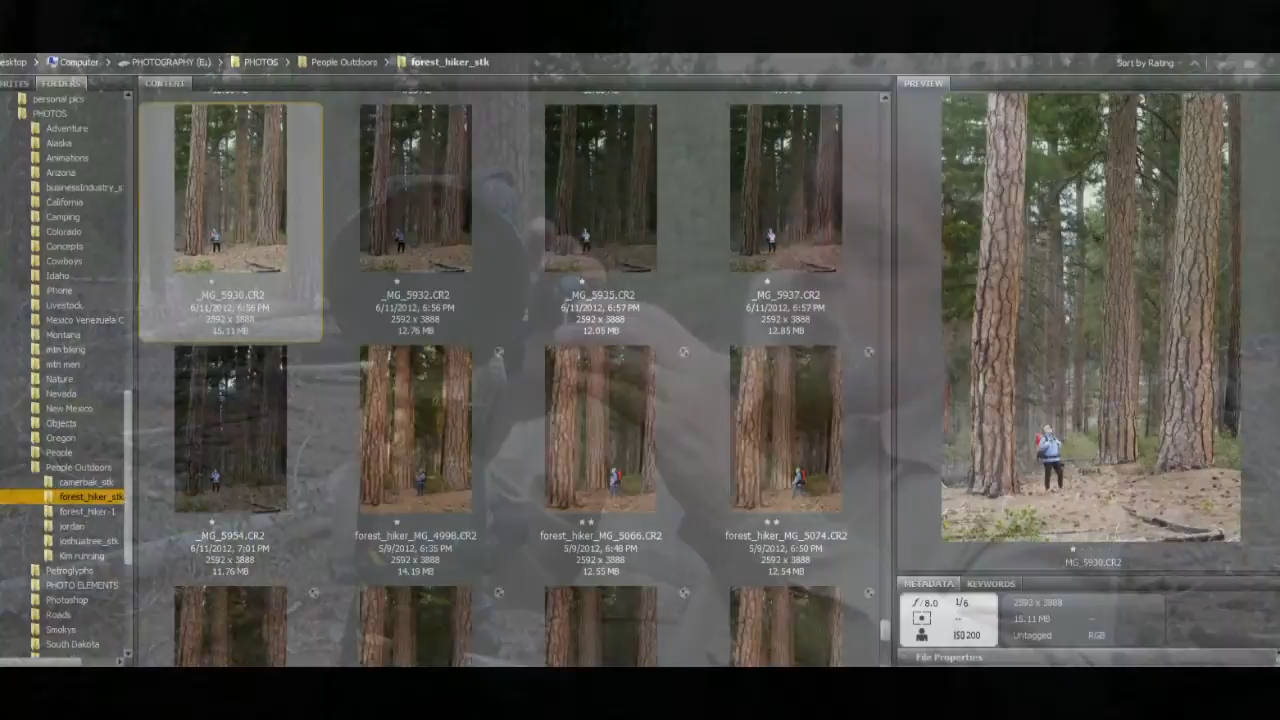 esktop > Computer > PHOTOGRAPHY (E:) > PHOTOS > People Outdoors > forest_hiker_stk
Sort by Rating
RITES FOLDERS
CONTENT
PREVIEW
personal pics
PHOTOS
Adventure
Alaska
Animations
Arizona
businessIndustry_s
California
Camping
Colorado
Concepts
Cowboys
Idaho
iPhone
Livestock
Mexico Venezuela C
Montana
mtn biking
mtn men
Nature
Nevada
New Mexico
Objects
Oregon
People
People Outdoors
camerbak_stk
forest_hiker_stk
forest_hiker-1
jordan
joshuatree_stk
Kim running
Petroglyphs
PHOTO ELEMENTS
Photoshop
Roads
Smokys
South Dakota
_MG_5930.CR2
6/11/2012, 6:56 PM
2592 x 3888
15.11 MB
_MG_5932.CR2
6/11/2012, 6:56 PM
2592 x 3888
12.76 MB
_MG_5935.CR2
6/11/2012, 6:57 PM
2592 x 3888
12.05 MB
_MG_5937.CR2
6/11/2012, 6:57 PM
2592 x 3888
12.85 MB
_MG_5954.CR2
6/11/2012, 7:01 PM
2592 x 3888
11.76 MB
forest_hiker_MG_4998.CR2
5/9/2012, 6:35 PM
2592 x 3888
14.19 MB
forest_hiker_MG_5066.CR2
5/9/2012, 6:48 PM
2592 x 3888
12.55 MB
forest_hiker_MG_5074.CR2
5/9/2012, 6:50 PM
2592 x 3888
12.54 MB
_MG_5930.CR2
METADATA KEYWORDS
f/8.0 1/6
-- 
ISO200
2592 x 3888
15.11 MB --
Untagged RGB
File Properties